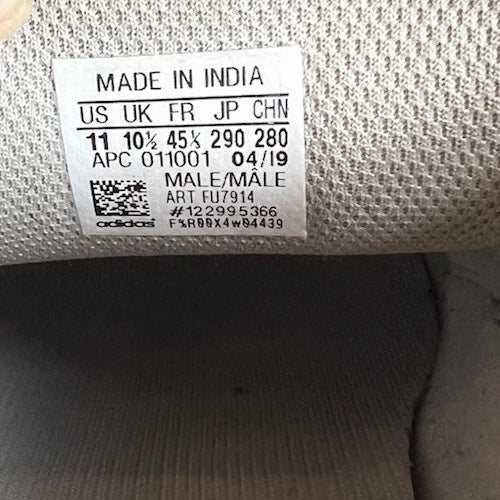 MADE IN INDIA
US UK FR JP CHN
11 10½ 45⅓ 290 280
APC 011001 04/19
MALE/MÂLE
ART FU7914
#122995366
adidas F%R00X4w04439